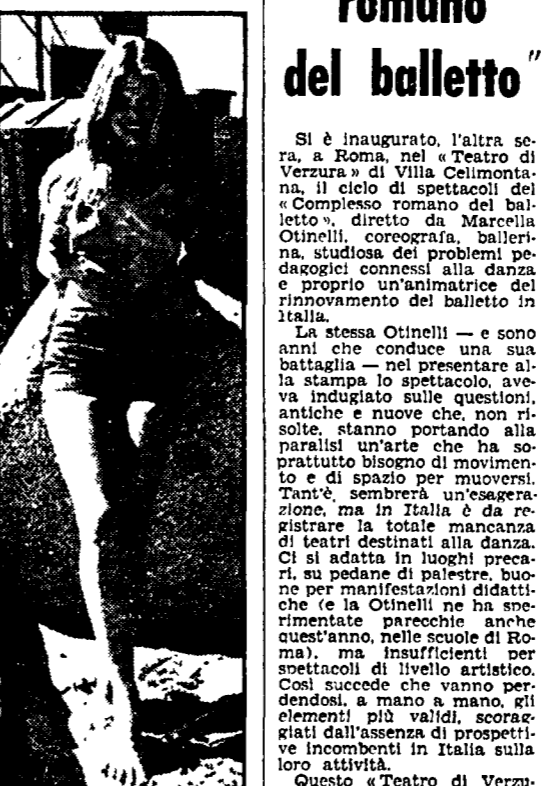 romano
del balletto"
Si è inaugurato, l'altra se-
ra, a Roma, nel «Teatro di
Verzura» di Villa Celimonta-
na, il ciclo di spettacoli del
«Complesso romano del bal-
letto», diretto da Marcella
Otinelli, coreografa, balleri-
na, studiosa dei problemi pe-
dagogici connessi alla danza
e proprio un'animatrice del
rinnovamento del balletto in
Italia.
La stessa Otinelli — e sono
anni che conduce una sua
battaglia — nel presentare al-
la stampa lo spettacolo, ave-
va indugiato sulle questioni,
antiche e nuove che, non ri-
solte, stanno portando alla
paralisi un'arte che ha so-
prattutto bisogno di movimen-
to e di spazio per muoversi.
Tant'è, sembrerà un'esagera-
zione, ma in Italia è da re-
gistrare la totale mancanza
di teatri destinati alla danza.
Ci si adatta in luoghi preca-
ri, su pedane di palestre, buo-
ne per manifestazioni didatti-
che (e la Otinelli ne ha spe-
rimentate parecchie anche
quest'anno, nelle scuole di Ro-
ma), ma insufficienti per
spettacoli di livello artistico.
Così succede che vanno per-
dendosi, a mano a mano, gli
elementi più validi, scorag-
giati dall'assenza di prospetti-
ve incombenti in Italia sulla
loro attività.
Questo «Teatro di Verzu-